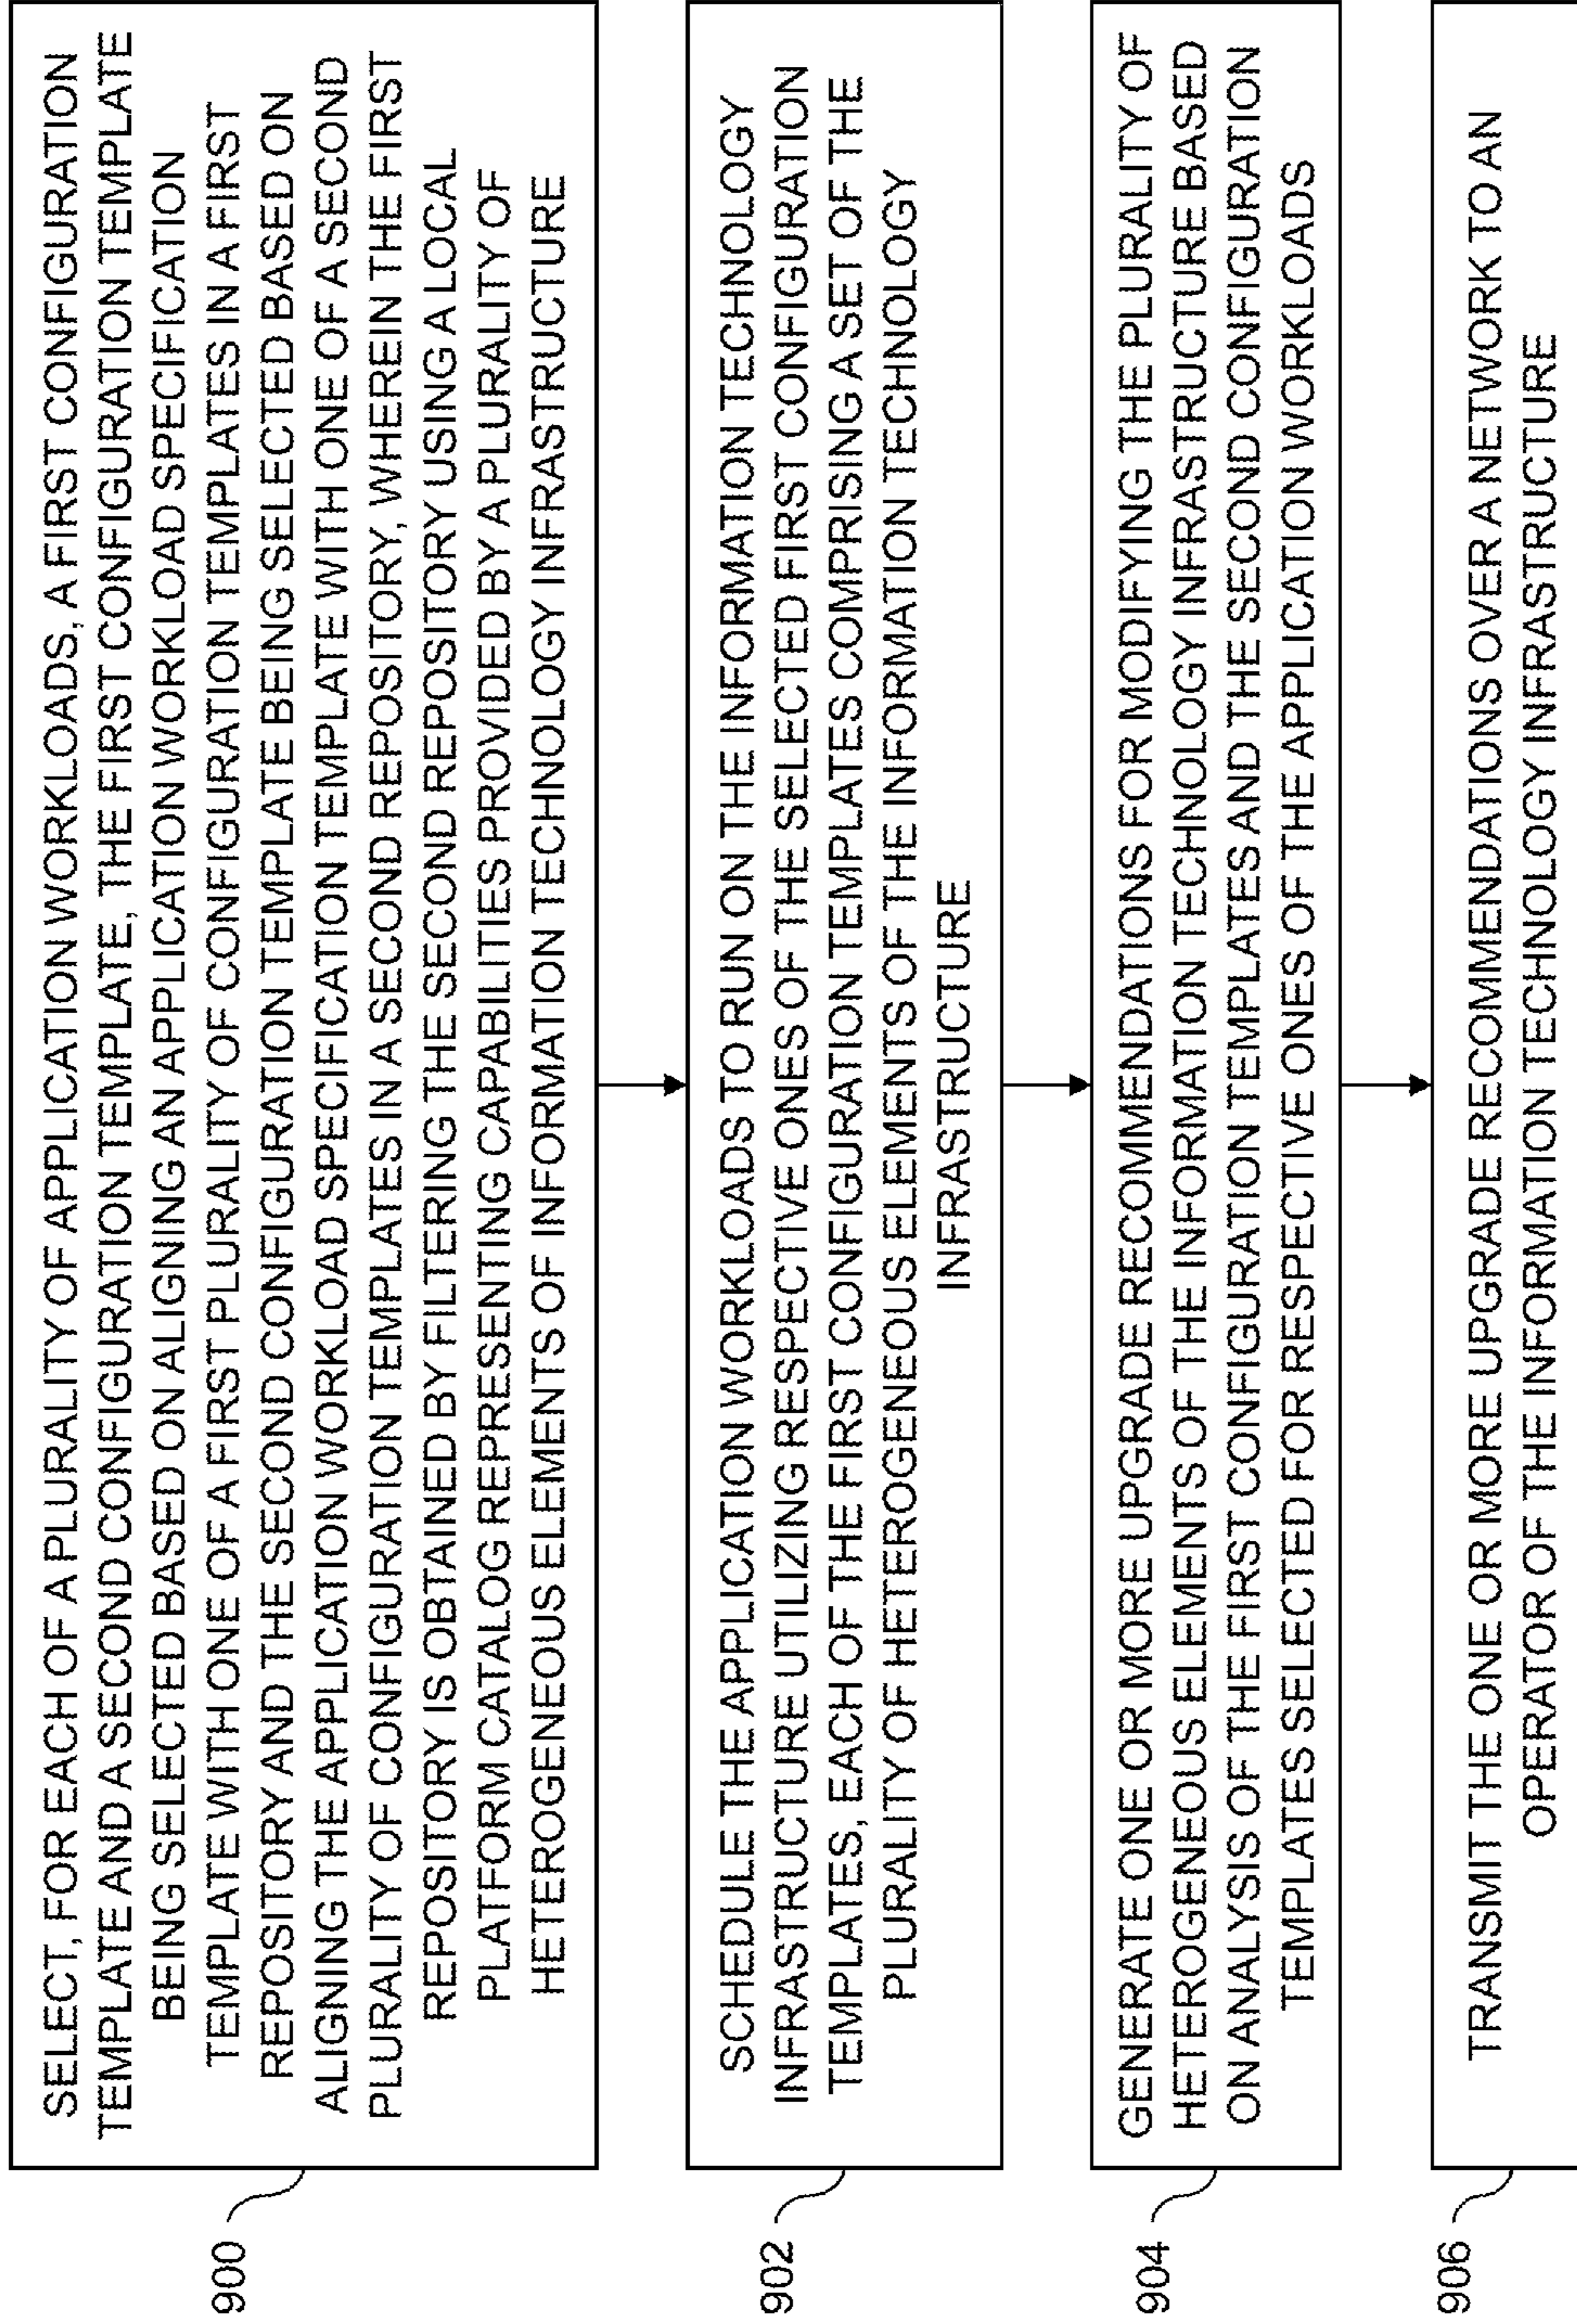 900
SELECT, FOR EACH OF A PLURALITY OF APPLICATION WORKLOADS, A FIRST CONFIGURATION
TEMPLATE AND A SECOND CONFIGURATION TEMPLATE, THE FIRST CONFIGURATION TEMPLATE
BEING SELECTED BASED ON ALIGNING AN APPLICATION WORKLOAD SPECIFICATION
TEMPLATE WITH ONE OF A FIRST PLURALITY OF CONFIGURATION TEMPLATES IN A FIRST
REPOSITORY AND THE SECOND CONFIGURATION TEMPLATE BEING SELECTED BASED ON
ALIGNING THE APPLICATION WORKLOAD SPECIFICATION TEMPLATE WITH ONE OF A SECOND
PLURALITY OF CONFIGURATION TEMPLATES IN A SECOND REPOSITORY, WHEREIN THE FIRST
REPOSITORY IS OBTAINED BY FILTERING THE SECOND REPOSITORY USING A LOCAL
PLATFORM CATALOG REPRESENTING CAPABILITIES PROVIDED BY A PLURALITY OF
HETEROGENEOUS ELEMENTS OF INFORMATION TECHNOLOGY INFRASTRUCTURE
902
SCHEDULE THE APPLICATION WORKLOADS TO RUN ON THE INFORMATION TECHNOLOGY
INFRASTRUCTURE UTILIZING RESPECTIVE ONES OF THE SELECTED FIRST CONFIGURATION
TEMPLATES, EACH OF THE FIRST CONFIGURATION TEMPLATES COMPRISING A SET OF THE
PLURALITY OF HETEROGENEOUS ELEMENTS OF THE INFORMATION TECHNOLOGY
INFRASTRUCTURE
904
GENERATE ONE OR MORE UPGRADE RECOMMENDATIONS FOR MODIFYING THE PLURALITY OF
HETEROGENEOUS ELEMENTS OF THE INFORMATION TECHNOLOGY INFRASTRUCTURE BASED
ON ANALYSIS OF THE FIRST CONFIGURATION TEMPLATES AND THE SECOND CONFIGURATION
TEMPLATES SELECTED FOR RESPECTIVE ONES OF THE APPLICATION WORKLOADS
906
TRANSMIT THE ONE OR MORE UPGRADE RECOMMENDATIONS OVER A NETWORK TO AN
OPERATOR OF THE INFORMATION TECHNOLOGY INFRASTRUCTURE